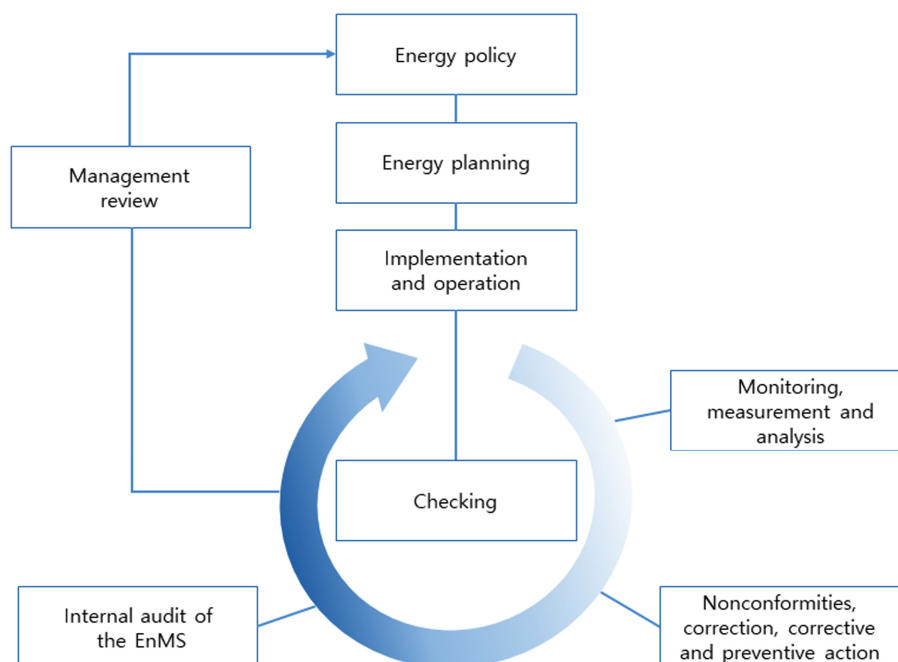 Energy policy
Energy planning
Management
review
Implementation
and operation
Monitoring,
measurement and
analysis
Checking
Internal audit of
the EnMS
Nonconformities,
correction, corrective
and preventive action